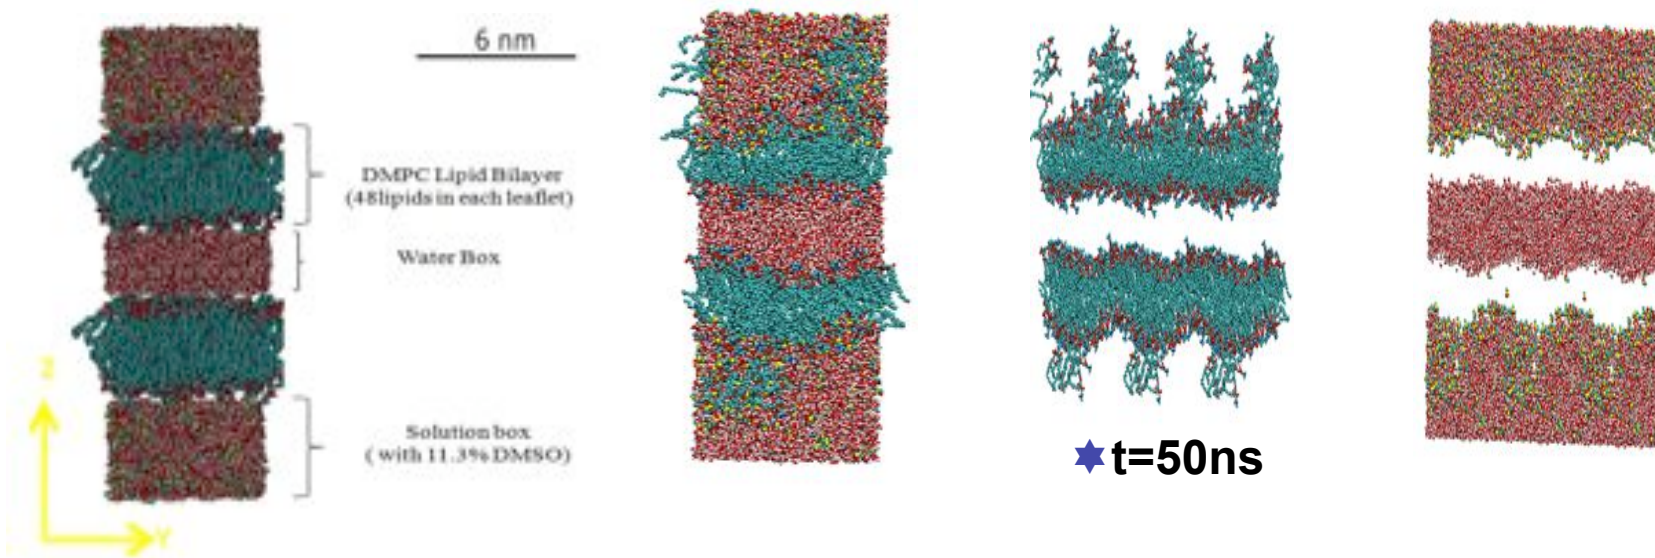 6 nm
DMPC Lipid Bilayer
(48lipids in each leaflet)
Water Box
Z
Solution box
( with 11.3% DMSO)
Y
t=50ns